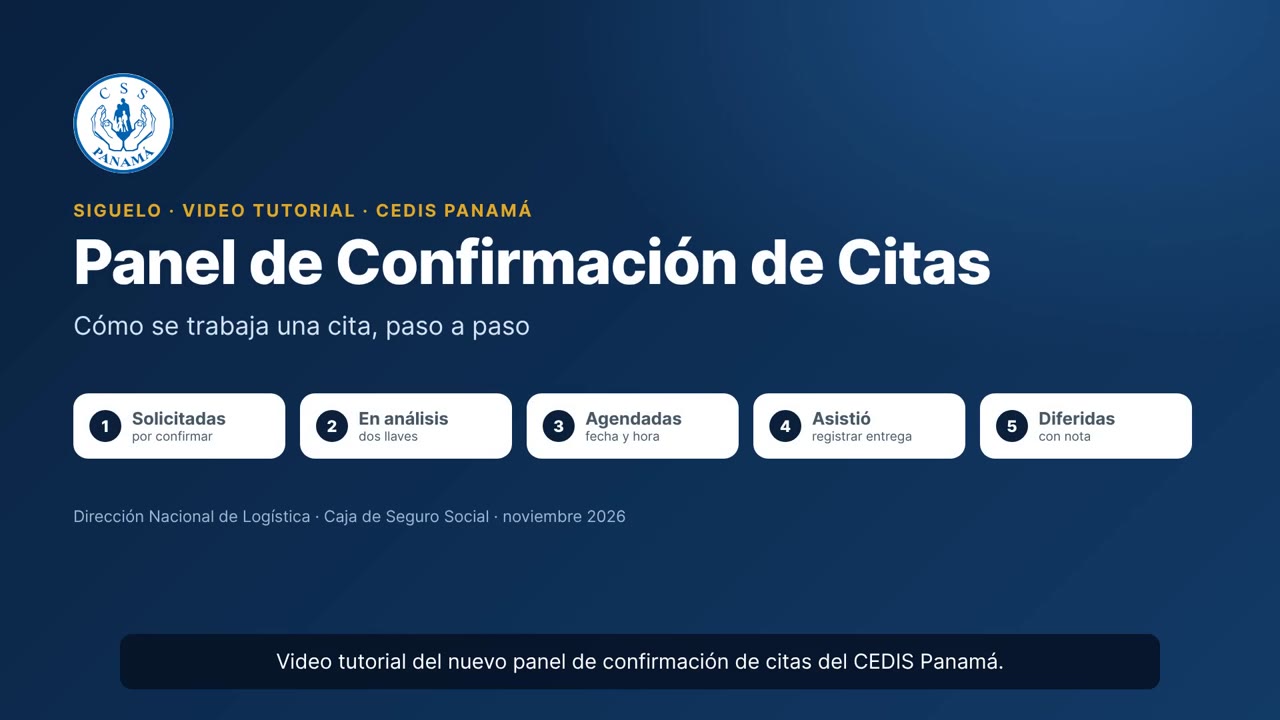 C S S
PANAMÁ
SIGUELO · VIDEO TUTORIAL · CEDIS PANAMÁ
Panel de Confirmación de Citas
Cómo se trabaja una cita, paso a paso
1 Solicitadas
por confirmar
2 En análisis
dos llaves
3 Agendadas
fecha y hora
4 Asistió
registrar entrega
5 Diferidas
con nota
Dirección Nacional de Logística · Caja de Seguro Social · noviembre 2026
Video tutorial del nuevo panel de confirmación de citas del CEDIS Panamá.